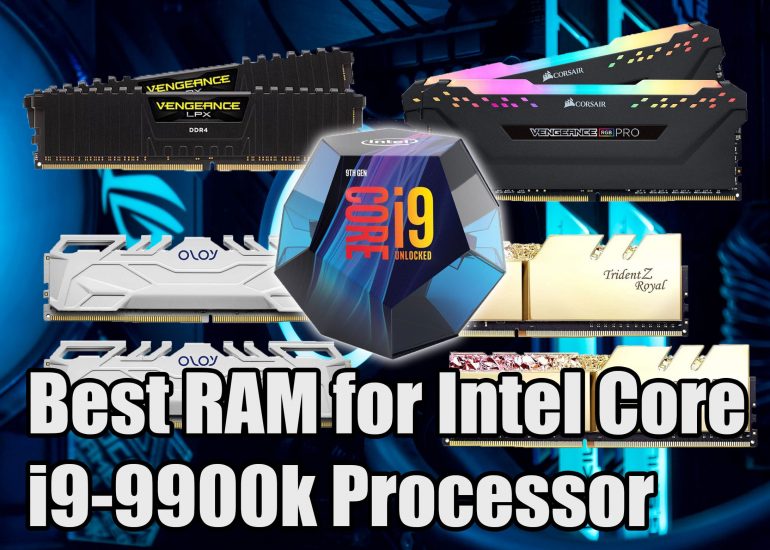 VENGEANCE
LPX
VENGEANCE
LPX
DDR4
CORSAIR
CORSAIR
VENGEANCE RGB PRO
intel
9TH GEN
CORE i9
UNLOCKED
OLOy
OLOy
Trident Z
Royal
Best RAM for Intel Core
i9-9900k Processor